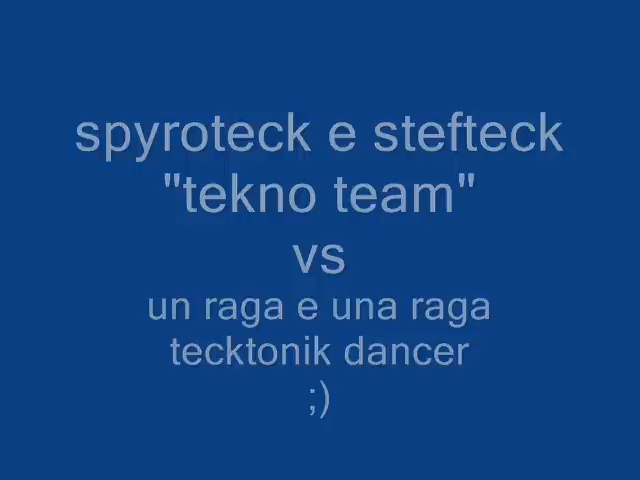 spyroteck e stefteck
"tekno team"
vs
un raga e una raga
tecktonik dancer
;)